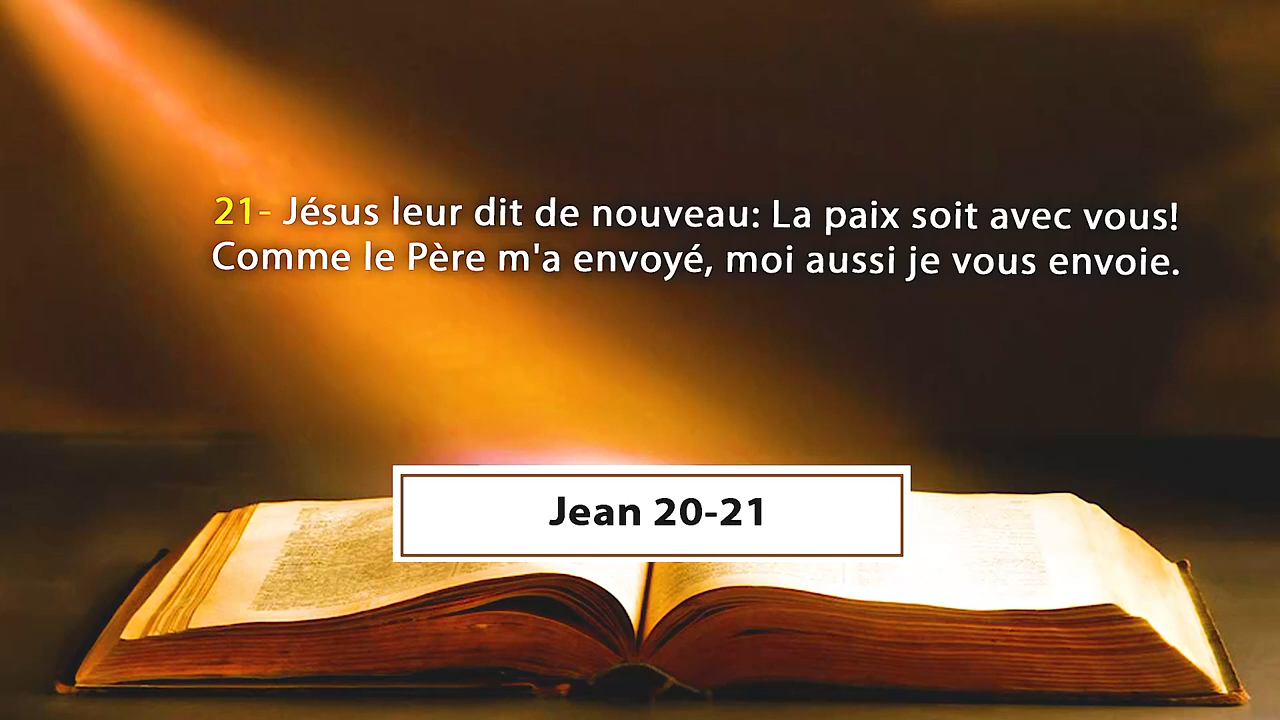 21- Jésus leur dit de nouveau: La paix soit avec vous!
Comme le Père m'a envoyé, moi aussi je vous envoie.
Jean 20-21